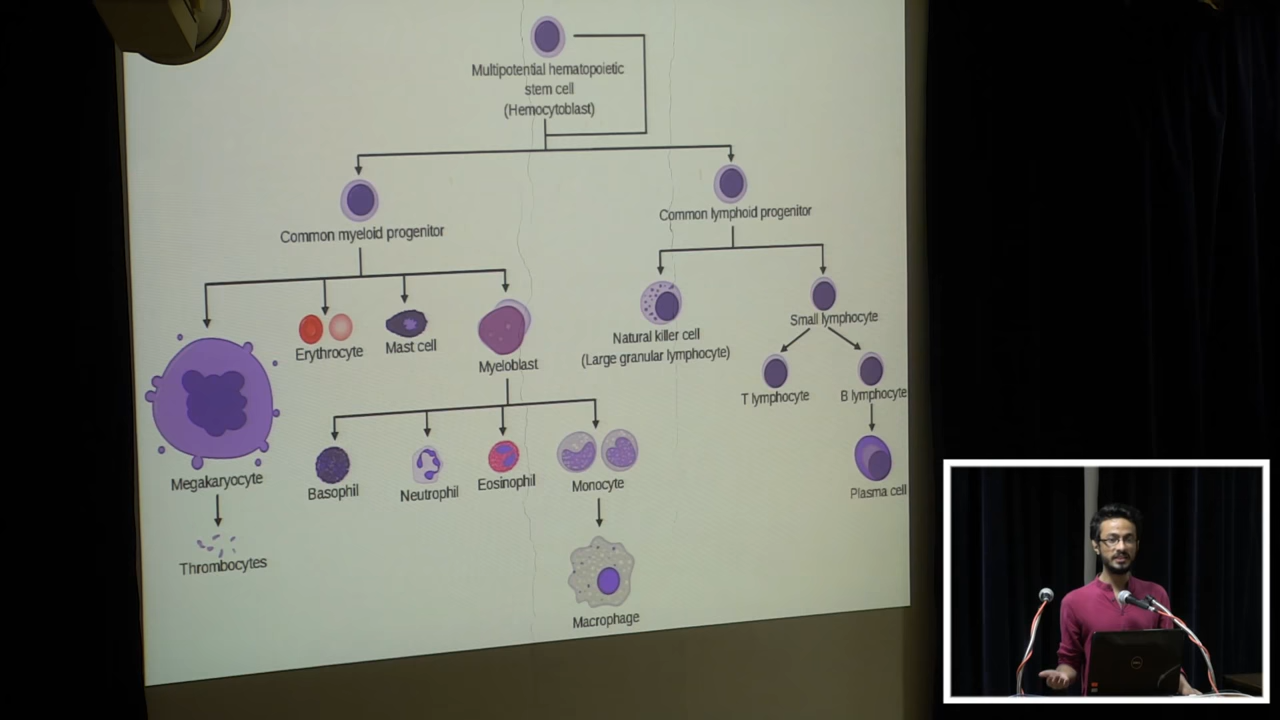 Multipotential hematopoietic
stem cell
(Hemocytoblast)
Common myeloid progenitor
Common lymphoid progenitor
Erythrocyte
Mast cell
Myeloblast
Natural killer cell
(Large granular lymphocyte)
Small lymphocyte
T lymphocyte
B lymphocyte
Megakaryocyte
Basophil
Neutrophil
Eosinophil
Monocyte
Plasma cell
Thrombocytes
Macrophage